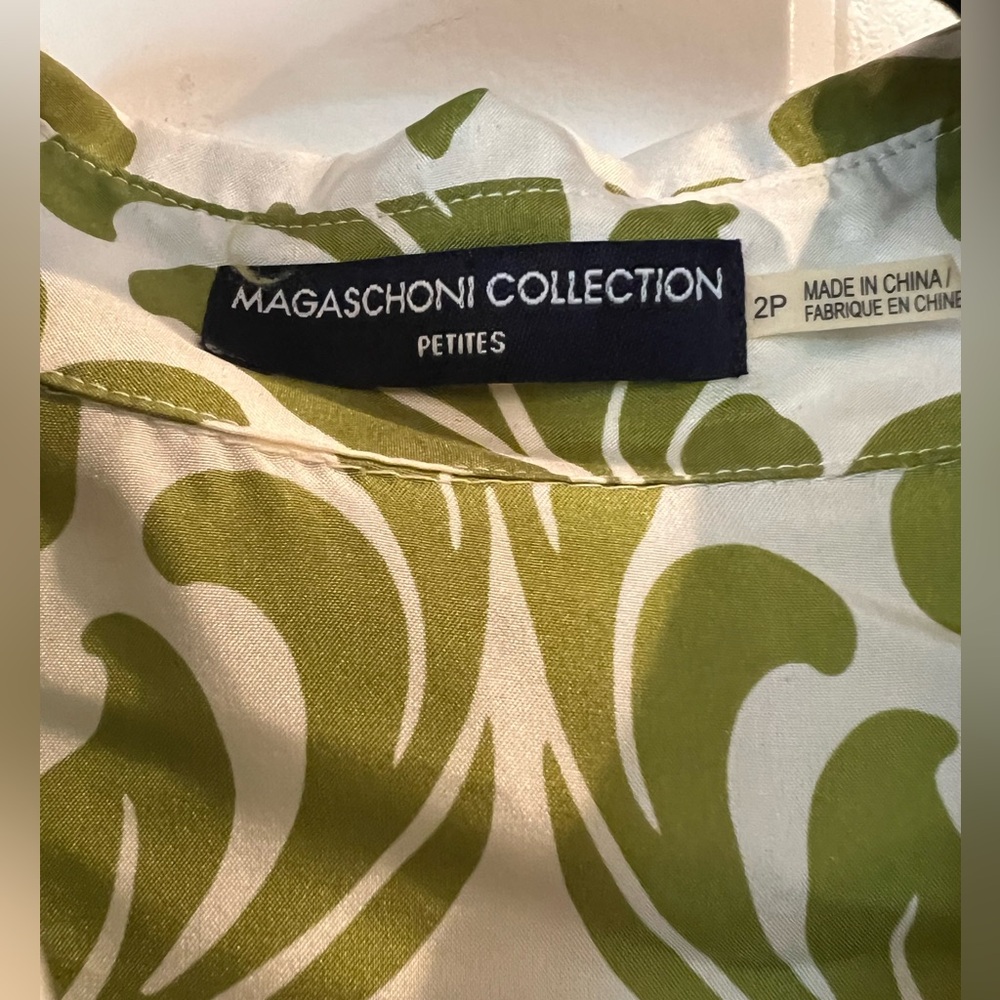 MAGASCHONI COLLECTION
PETITES
2P
MADE IN CHINA /
FABRIQUE EN CHINE